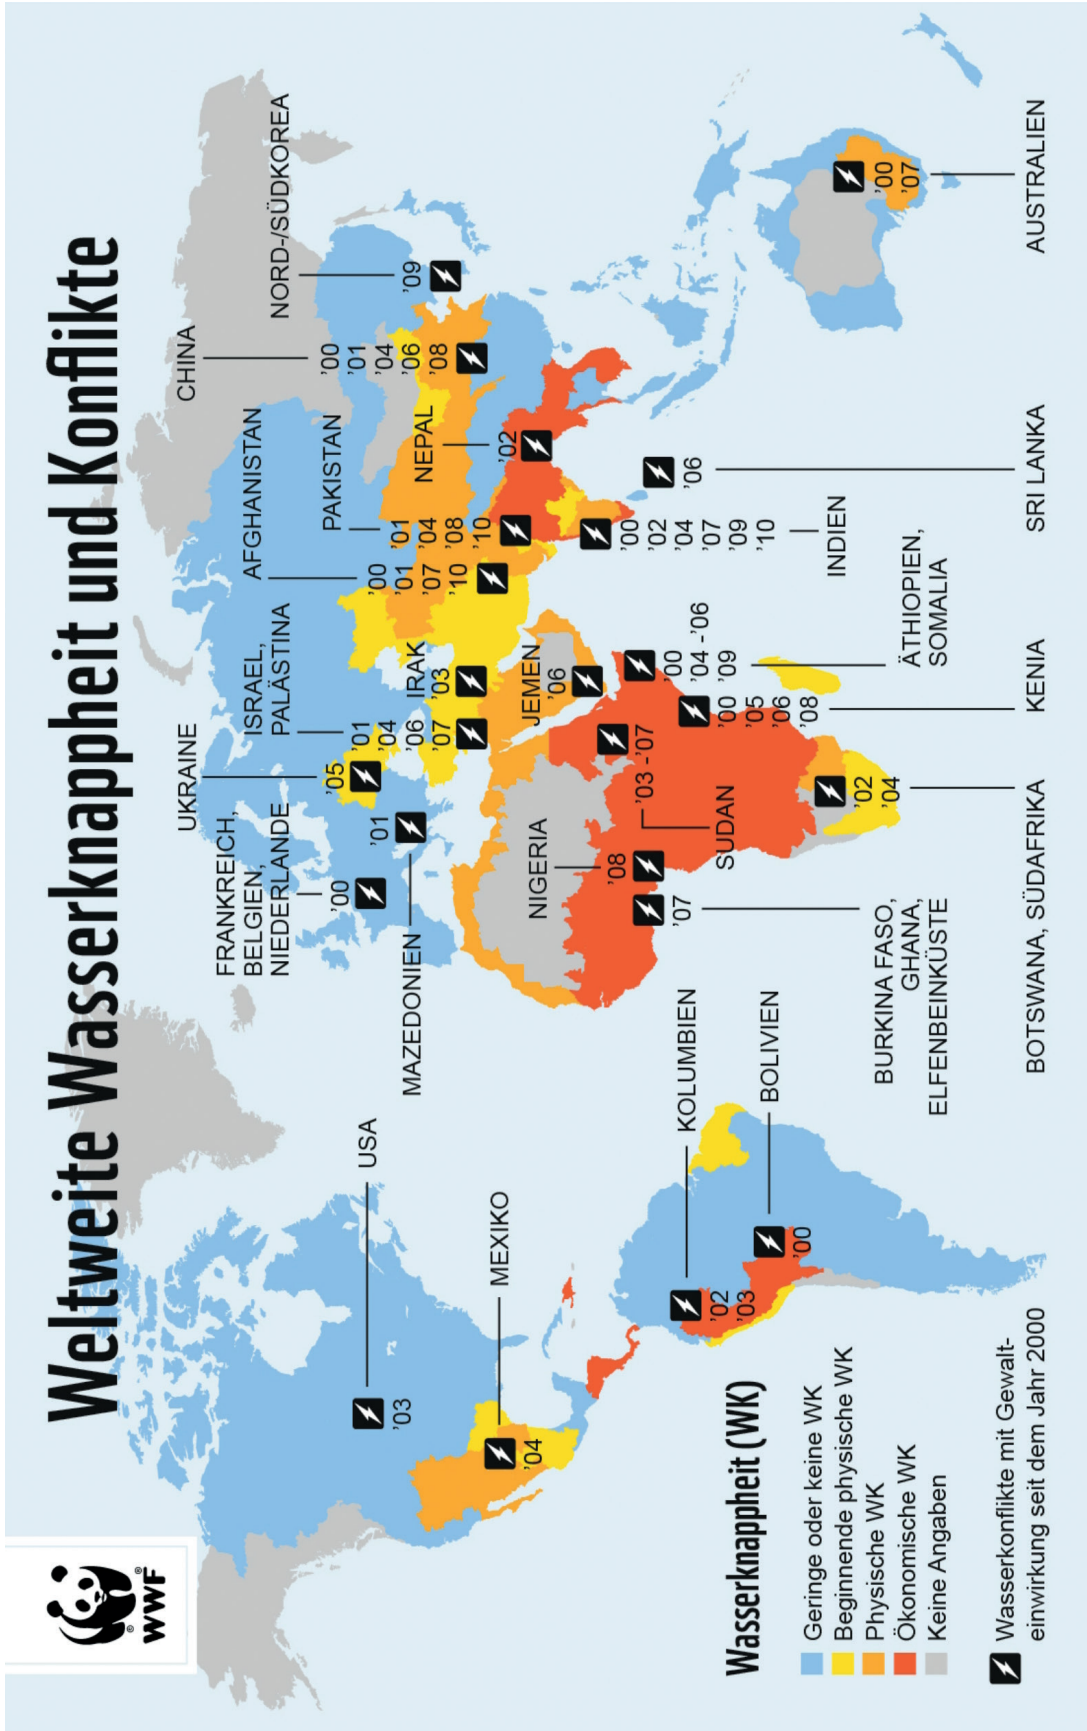 Weltweite Wasserknappheit und Konflikte
WWF
USA
'03
MEXIKO
'04
KOLUMBIEN
'02
'03
BOLIVIEN
'00
FRANKREICH,
BELGIEN,
NIEDERLANDE
'00
MAZEDONIEN
'01
UKRAINE
'05
ISRAEL,
PALÄSTINA
'01
'04
'06
'07
IRAK
'03
JEMEN
'06
AFGHANISTAN
'00
'01
'07
'10
PAKISTAN
'01
'04
'08
'10
NEPAL
'02
CHINA
'00
'01
'04
'06
'08
NORD-/SÜDKOREA
'09
NIGERIA
'08
'07
BURKINA FASO,
GHANA,
ELFENBEINKÜSTE
SUDAN
'03 - '07
ÄTHIOPIEN,
SOMALIA
'00
'04 -'06
'09
KENIA
'00
'05
'06
'08
BOTSWANA, SÜDAFRIKA
'02
'04
INDIEN
'00
'02
'04
'07
'09
'10
SRI LANKA
'06
AUSTRALIEN
'00
'07
Wasserknappheit (WK)
Geringe oder keine WK
Beginnende physische WK
Physische WK
Ökonomische WK
Keine Angaben
Wasserkonflikte mit Gewalt-
einwirkung seit dem Jahr 2000